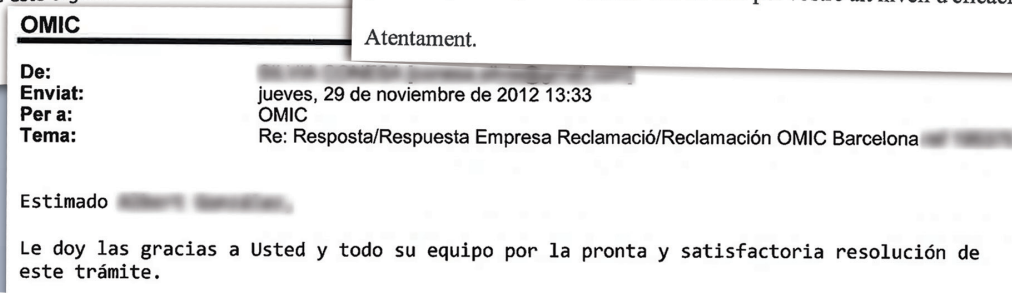 OMIC
Atentament.
De:
Enviat: jueves, 29 de noviembre de 2012 13:33
Per a: OMIC
Tema: Re: Resposta/Respuesta Empresa Reclamació/Reclamación OMIC Barcelona
Estimado
Le doy las gracias a Usted y todo su equipo por la pronta y satisfactoria resolución de
este trámite.